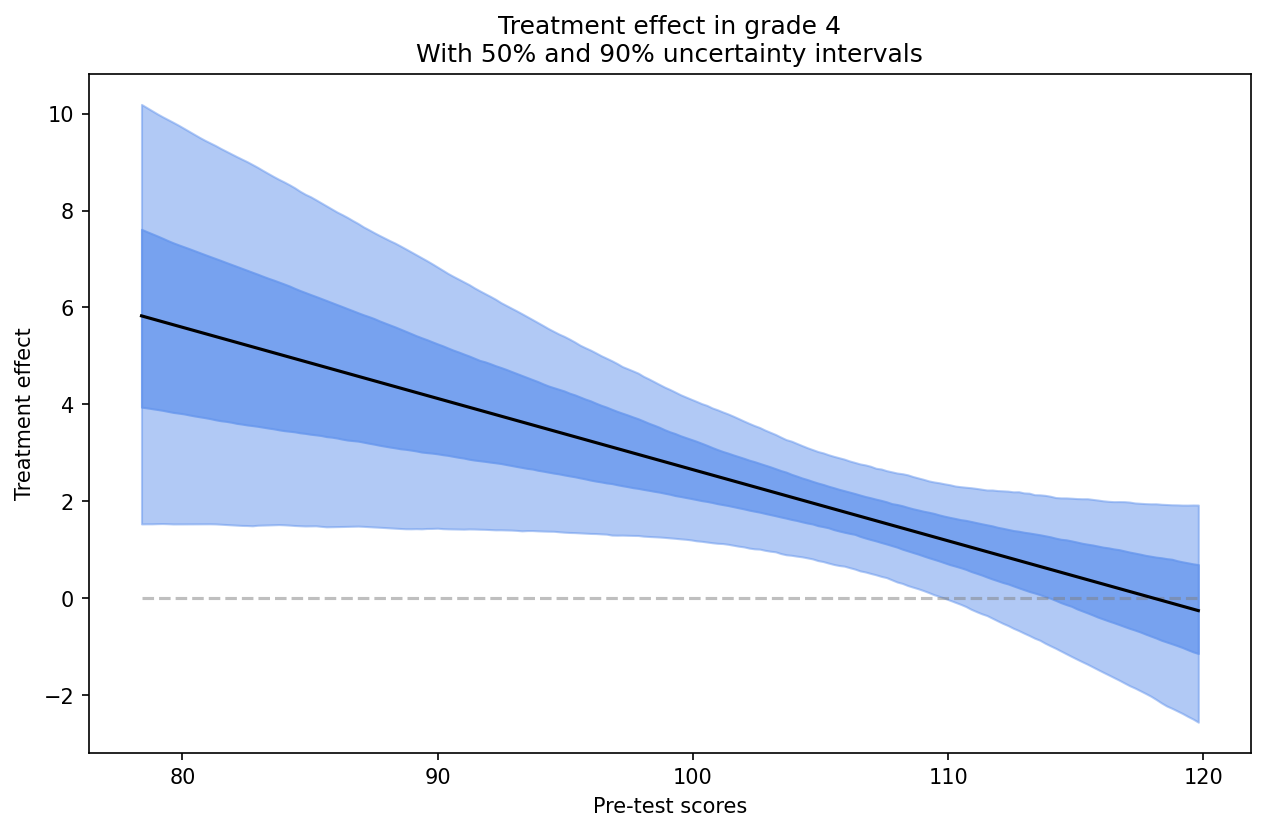 Treatment effect in grade 4
With 50% and 90% uncertainty intervals
Treatment effect
10
8
6
4
2
0
−2
80 90 100 110 120
Pre-test scores